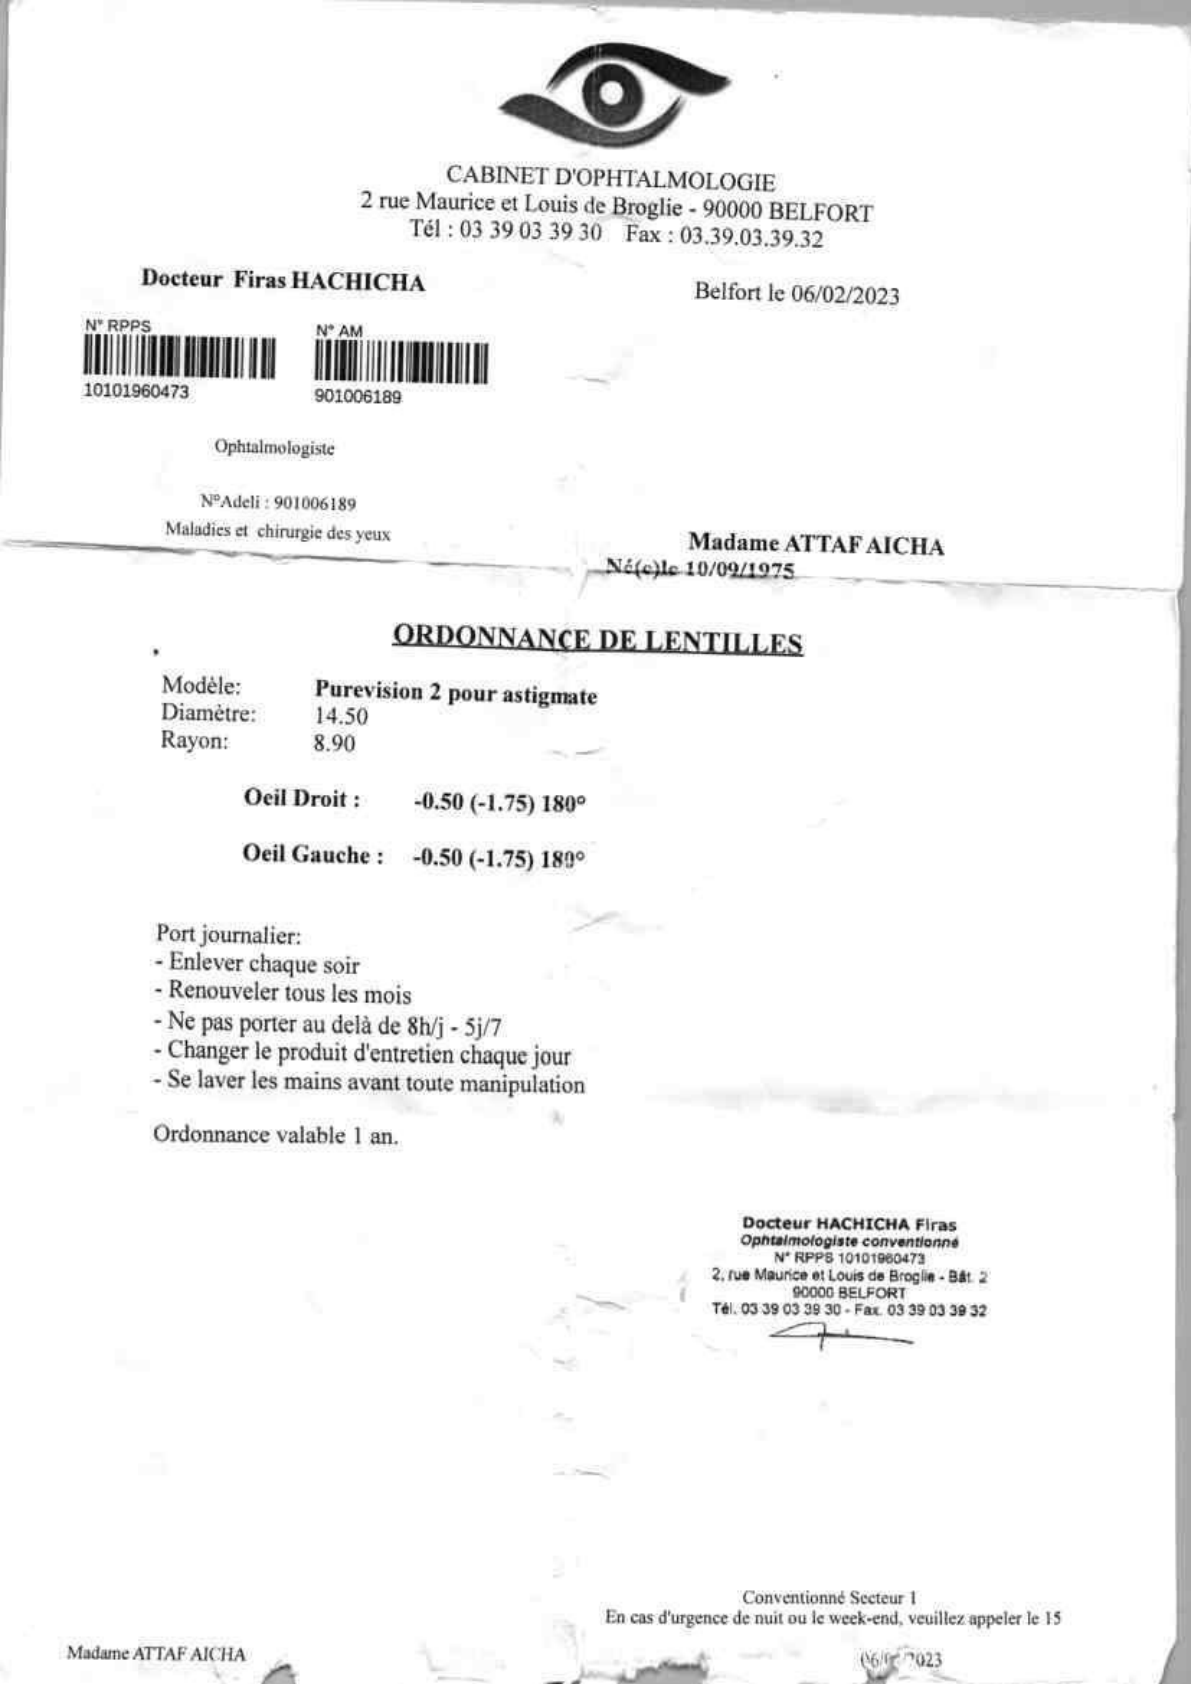 CABINET D'OPHTALMOLOGIE
2 rue Maurice et Louis de Broglie - 90000 BELFORT
Tél : 03 39 03 39 30 Fax : 03.39.03.39.32
Docteur Firas HACHICHA
Belfort le 06/02/2023
N° RPPS
N° AM
10101960473
901006189
Ophtalmologiste
N°Adeli : 901006189
Maladies et chirurgie des yeux
Madame ATTAF AICHA
Né(e)le 10/09/1975
ORDONNANCE DE LENTILLES
Modèle: Purevision 2 pour astigmate
Diamètre: 14.50
Rayon: 8.90
Oeil Droit : -0.50 (-1.75) 180°
Oeil Gauche : -0.50 (-1.75) 180°
Port journalier:
- Enlever chaque soir
- Renouveler tous les mois
- Ne pas porter au delà de 8h/j - 5j/7
- Changer le produit d'entretien chaque jour
- Se laver les mains avant toute manipulation
Ordonnance valable 1 an.
Docteur HACHICHA Firas
Ophtalmologiste conventionné
N° RPPS 10101960473
2, rue Maurice et Louis de Broglie - Bât. 2
90000 BELFORT
Tél. 03 39 03 39 30 - Fax. 03 39 03 39 32
Conventionné Secteur 1
En cas d'urgence de nuit ou le week-end, veuillez appeler le 15
Madame ATTAF AICHA